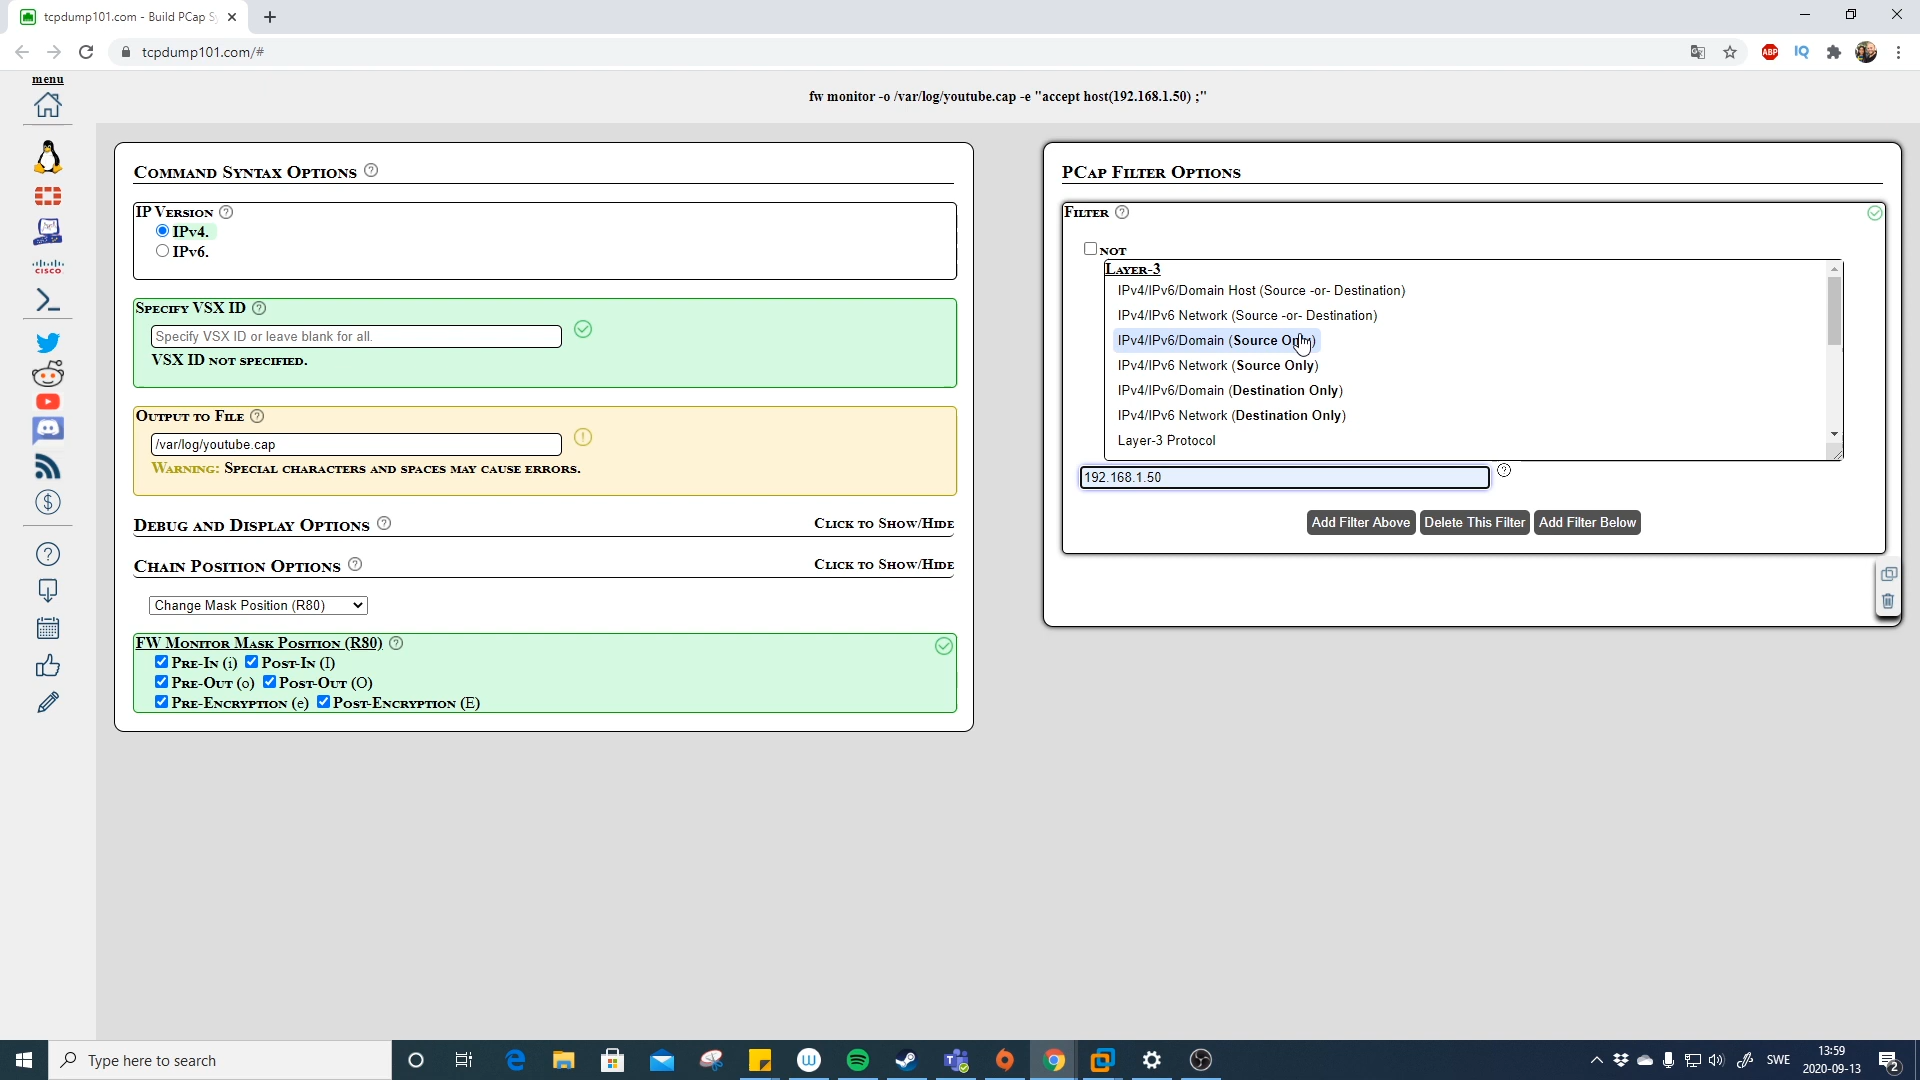 tcpdump101.com - Build PCap S
tcpdump101.com/#
ABP
IQ
menu
fw monitor -o /var/log/youtube.cap -e "accept host(192.168.1.50) ;"
CISCO
Command Syntax Options
IP Version
IPv4.
IPv6.
Specify VSX ID
Specify VSX ID or leave blank for all.
VSX ID not specified.
Output to File
/var/log/youtube.cap
Warning: Special characters and spaces may cause errors.
Debug and Display Options Click to Show/Hide
Chain Position Options Click to Show/Hide
Change Mask Position (R80)
FW Monitor Mask Position (R80)
Pre-In (i) Post-In (I)
Pre-Out (o) Post-Out (O)
Pre-Encryption (e) Post-Encryption (E)
PCap Filter Options
Filter
not
Layer-3
IPv4/IPv6/Domain Host (Source -or- Destination)
IPv4/IPv6 Network (Source -or- Destination)
IPv4/IPv6/Domain (Source Only)
IPv4/IPv6 Network (Source Only)
IPv4/IPv6/Domain (Destination Only)
IPv4/IPv6 Network (Destination Only)
Layer-3 Protocol
192.168.1.50
Add Filter Above Delete This Filter Add Filter Below
Type here to search
SWE
13:59
2020-09-13
2